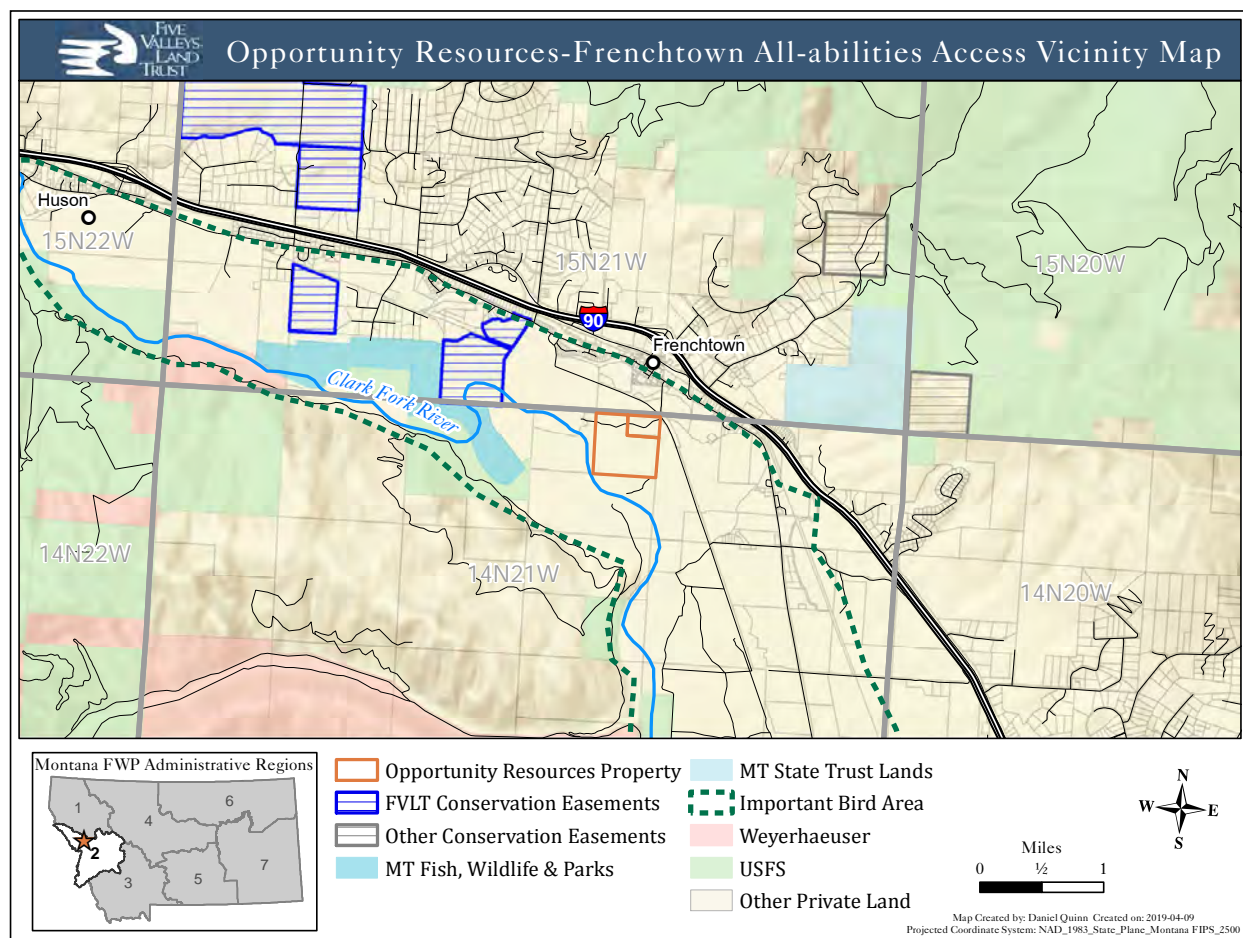 FIVE
VALLEYS
LAND
TRUST
Opportunity Resources-Frenchtown All-abilities Access Vicinity Map
Huson
15N22W
15N21W
15N20W
90
Frenchtown
Clark Fork River
14N22W
14N21W
14N20W
Montana FWP Administrative Regions
1
2
3
4
5
6
7
Opportunity Resources Property
FVLT Conservation Easements
Other Conservation Easements
MT Fish, Wildlife & Parks
MT State Trust Lands
Important Bird Area
Weyerhaeuser
USFS
Other Private Land
N
W E
S
Miles
0 ½ 1
Map Created by: Daniel Quinn Created on: 2019-04-09
Projected Coordinate System: NAD_1983_State_Plane_Montana FIPS_2500